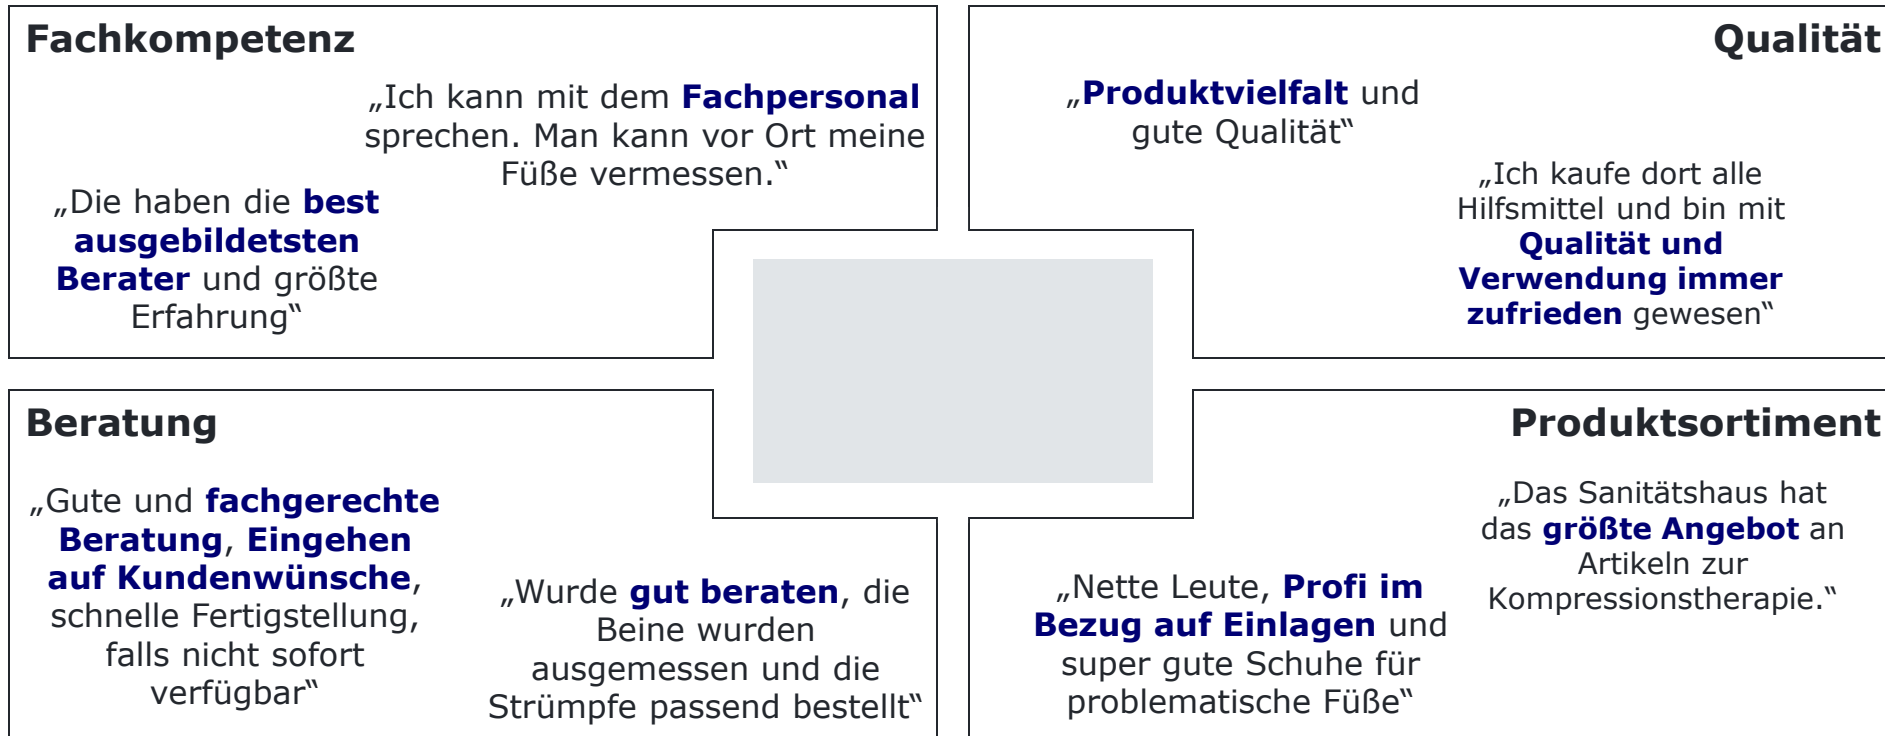 Fachkompetenz
„Ich kann mit dem Fachpersonal
sprechen. Man kann vor Ort meine
Füße vermessen.“
„Die haben die best
ausgebildetsten
Berater und größte
Erfahrung“
Qualität
„Produktvielfalt und
gute Qualität“
„Ich kaufe dort alle
Hilfsmittel und bin mit
Qualität und
Verwendung immer
zufrieden gewesen“
Beratung
„Gute und fachgerechte
Beratung, Eingehen
auf Kundenwünsche,
schnelle Fertigstellung,
falls nicht sofort
verfügbar“
„Wurde gut beraten, die
Beine wurden
ausgemessen und die
Strümpfe passend bestellt“
Produktsortiment
„Das Sanitätshaus hat
das größte Angebot an
Artikeln zur
Kompressionstherapie.“
„Nette Leute, Profi im
Bezug auf Einlagen und
super gute Schuhe für
problematische Füße“